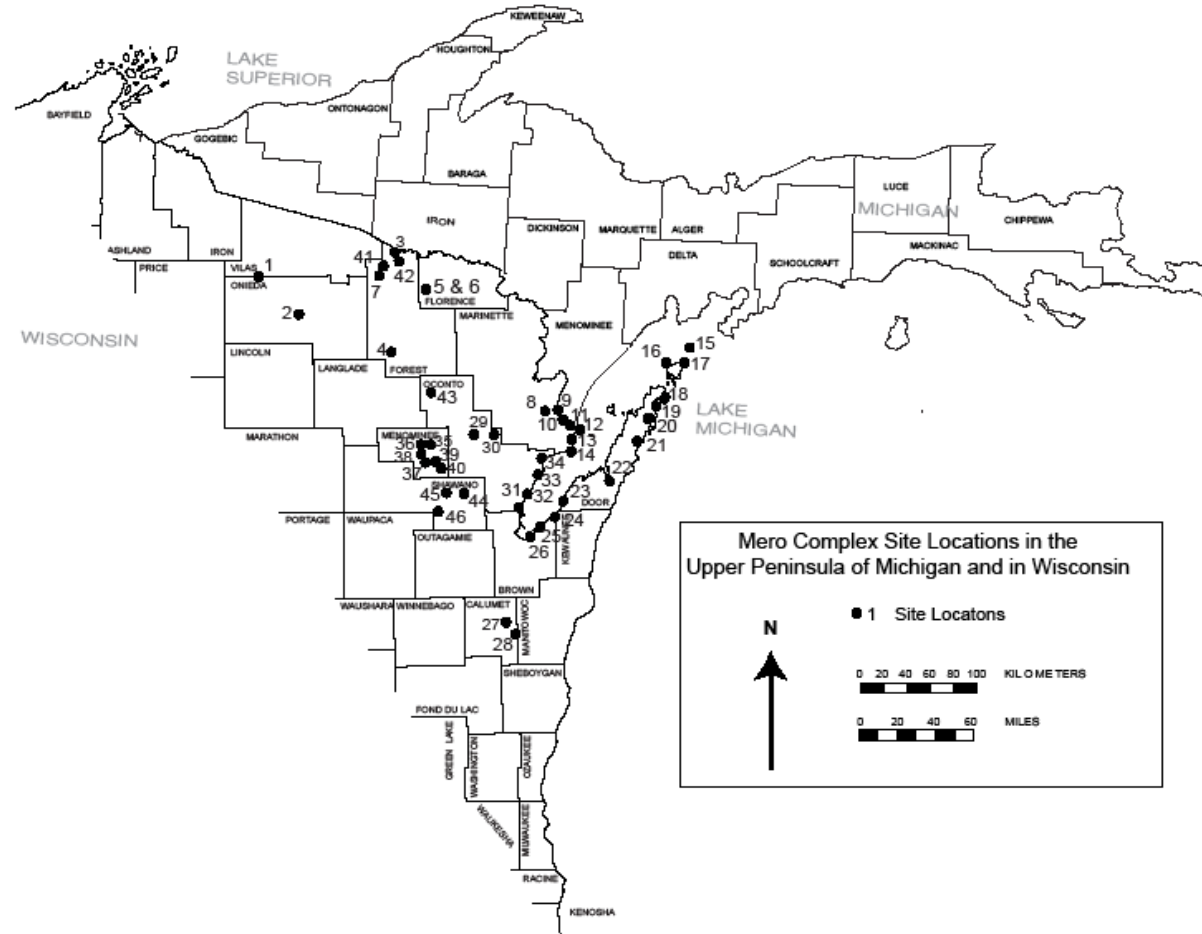 KEWEENAW
HOUGHTON
LAKE
SUPERIOR
ONTONAGON
BAYFIELD
GOGEBIC
BARAGA
LUCE
MICHIGAN
IRON
CHIPPEWA
DICKINSON
MARQUETTE
ALGER
MACKINAC
DELTA
SCHOOLCRAFT
ASHLAND
IRON
PRICE
VILAS
ONIEDA
1
3
41
42
7
5 & 6
FLORENCE
MARINETTE
MENOMINEE
2
WISCONSIN
LINCOLN
LANGLADE
4
FOREST
15
16
17
OCONTO
43
18
8
9
19
LAKE
MICHIGAN
10
11
12
20
MARATHON
MENOMINEE
29
30
13
21
36
35
38
39
37
40
14
34
33
22
SHAWANO
45
44
31
32
23
DOOR
46
PORTAGE
WAUPACA
24
25
26
KEWAUNEE
OUTAGAMIE
BROWN
WAUSHARA
WINNEBAGO
CALUMET
27
28
MANITOWOC
SHEBOYGAN
FOND DU LAC
GREEN LAKE
WASHINGTON
OZAUKEE
WAUKESHA
MILWAUKEE
RACINE
KENOSHA
Mero Complex Site Locations in the
Upper Peninsula of Michigan and in Wisconsin
1 Site Locatons
N
0 20 40 60 80 100
KILOMETERS
0 20 40 60
MILES